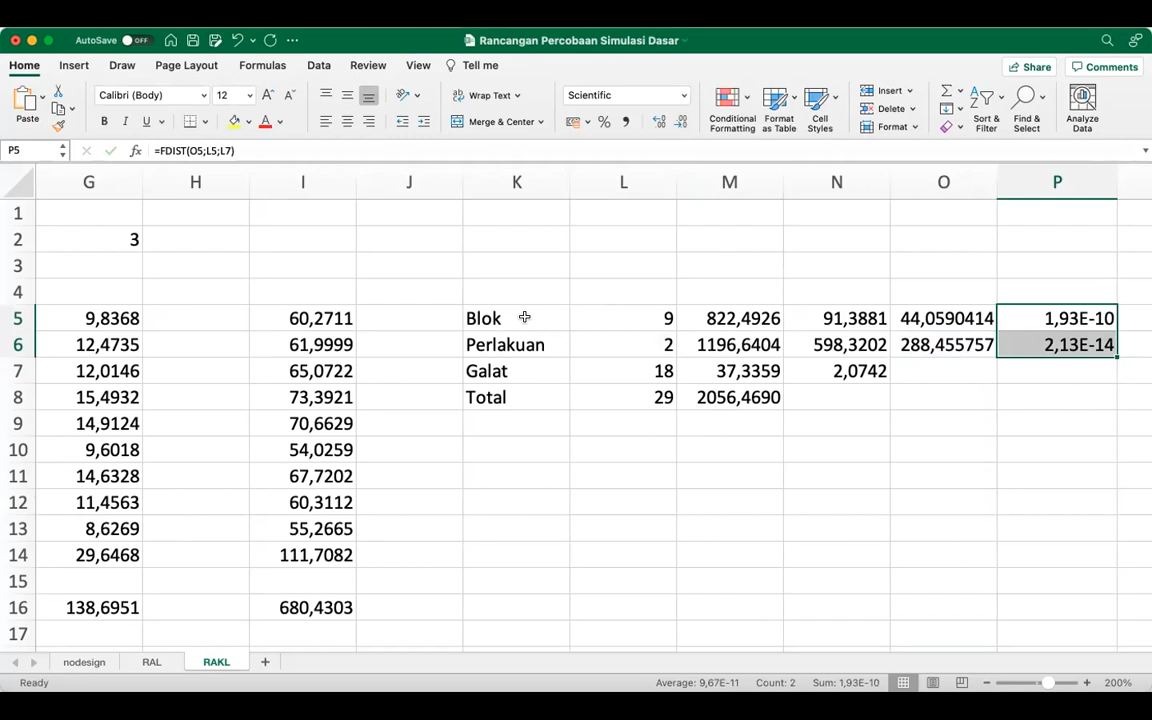 AutoSave OFF Rancangan Percobaan Simulasi Dasar
Home Insert Draw Page Layout Formulas Data Review View Tell me Share Comments
Paste Calibri (Body) 12 A A Wrap Text Scientific Conditional Formatting Format as Table Cell Styles Insert Sort & Filter Find & Select Analyze Data
B I U A Merge & Center % Delete
Format
P5 fx =FDIST(O5;L5;L7)
G H I J K L M N O P
1
2 3
3
4
5 9,8368 60,2711 Blok 9 822,4926 91,3881 44,0590414 1,93E-10
6 12,4735 61,9999 Perlakuan 2 1196,6404 598,3202 288,455757 2,13E-14
7 12,0146 65,0722 Galat 18 37,3359 2,0742
8 15,4932 73,3921 Total 29 2056,4690
9 14,9124 70,6629
10 9,6018 54,0259
11 14,6328 67,7202
12 11,4563 60,3112
13 8,6269 55,2665
14 29,6468 111,7082
15
16 138,6951 680,4303
17
nodesign RAL RAKL +
Ready Average: 9,67E-11 Count: 2 Sum: 1,93E-10 200%